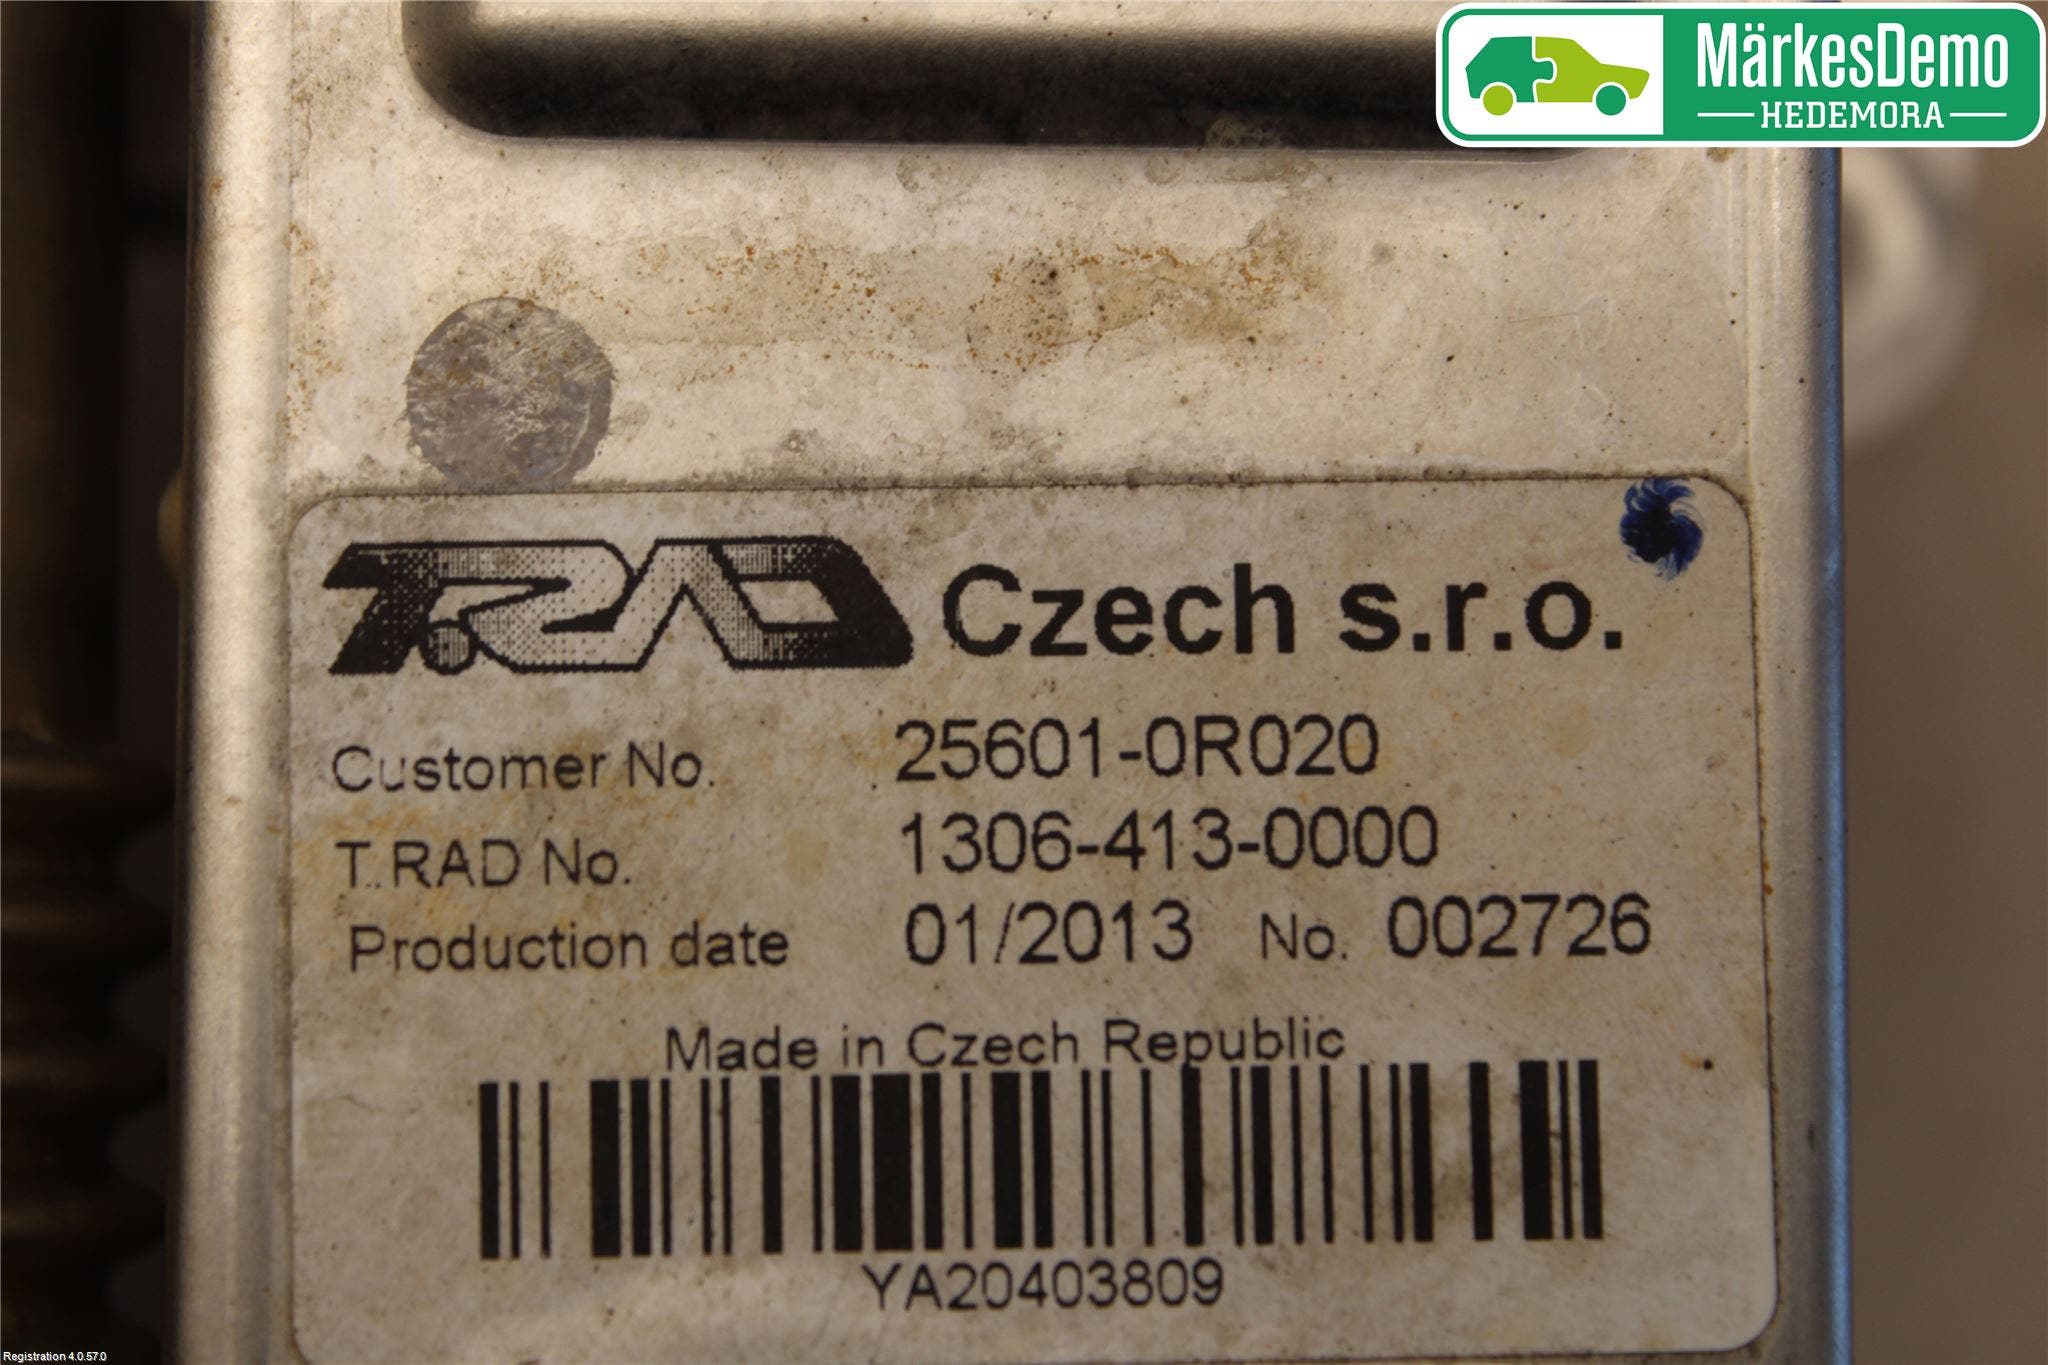 MärkesDemo
HEDEMORA
T.RAD Czech s.r.o.
Customer No. 25601-0R020
T.RAD No. 1306-413-0000
Production date 01/2013 No. 002726
Made in Czech Republic
YA20403809
Registration 4.0.57.0